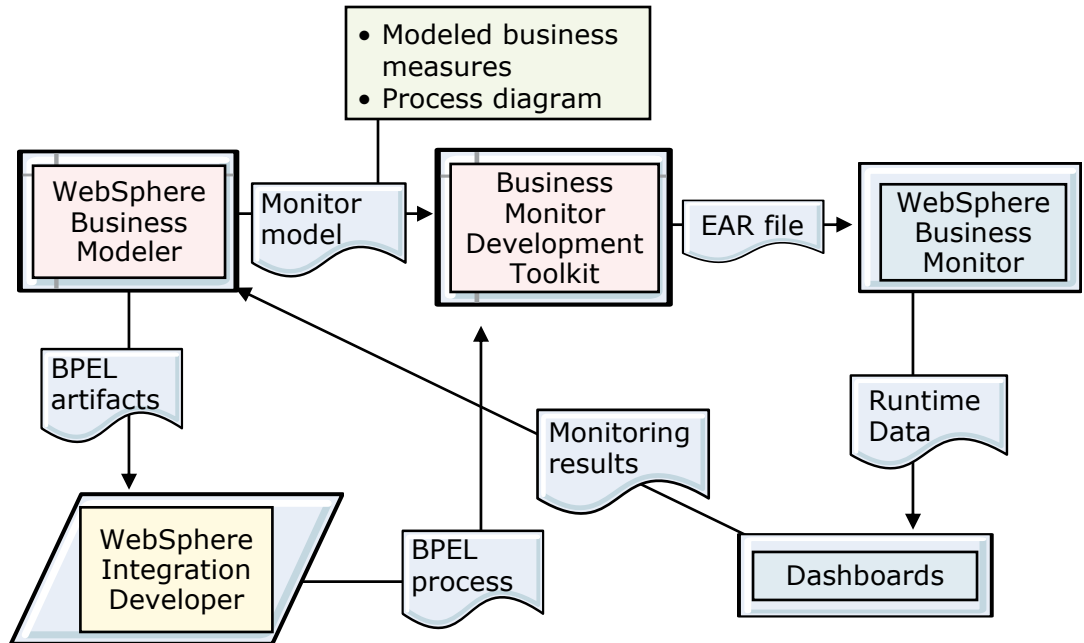 • Modeled business
measures
• Process diagram
WebSphere
Business
Modeler
Monitor
model
Business
Monitor
Development
Toolkit
EAR file
WebSphere
Business
Monitor
BPEL
artifacts
Monitoring
results
Runtime
Data
WebSphere
Integration
Developer
BPEL
process
Dashboards